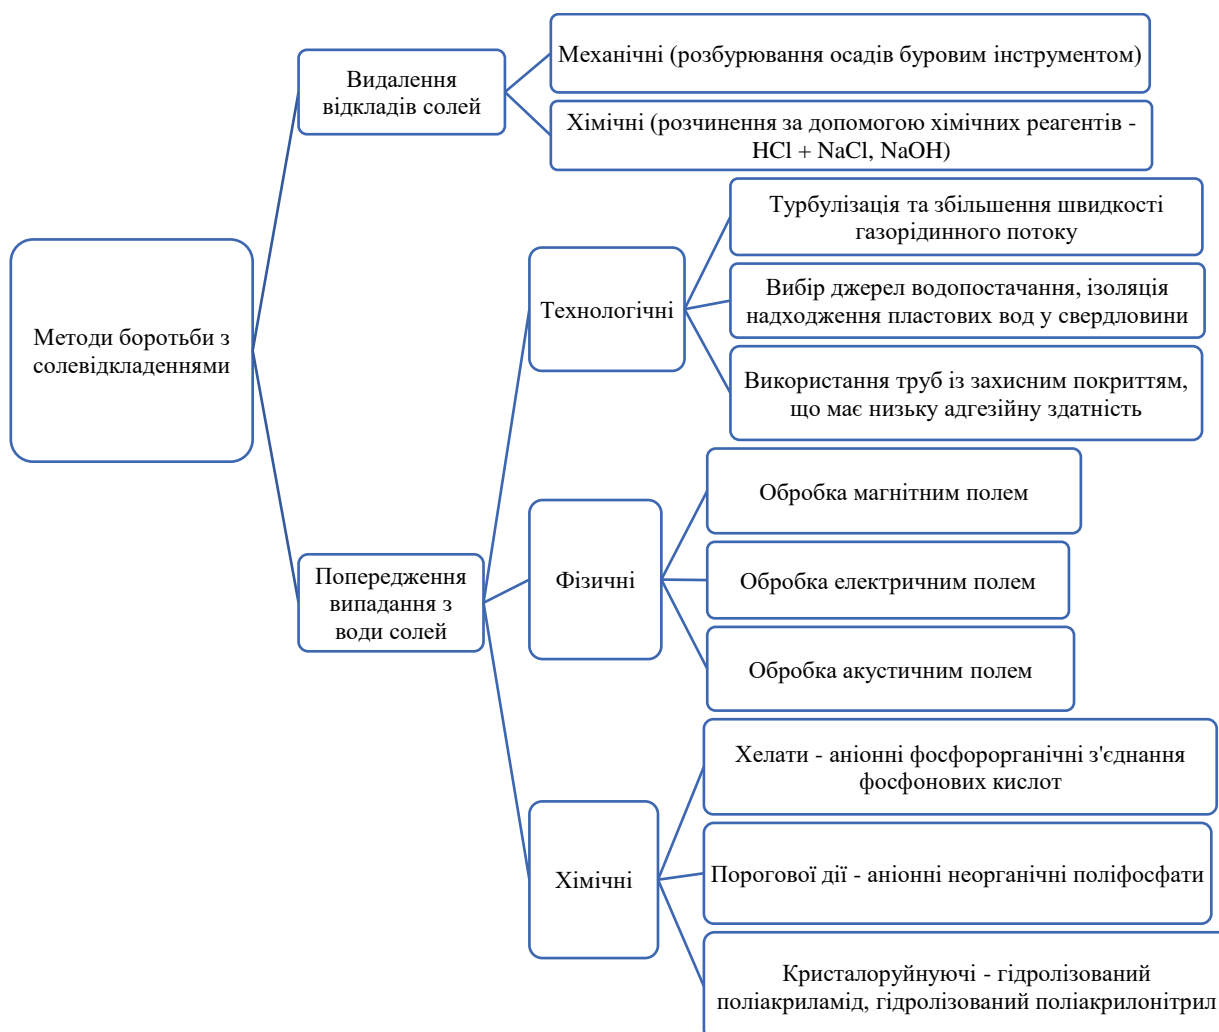 Методи боротьби з
солевідкладеннями
Видалення
відкладів солей
Механічні (розбурювання осадів буровим інструментом)
Хімічні (розчинення за допомогою хімічних реагентів -
HCl + NaCl, NaOH)
Попередження
випадання з
води солей
Технологічні
Турбулізація та збільшення швидкості
газорідинного потоку
Вибір джерел водопостачання, ізоляція
надходження пластових вод у свердловини
Використання труб із захисним покриттям,
що має низьку адгезійну здатність
Фізичні
Обробка магнітним полем
Обробка електричним полем
Обробка акустичним полем
Хімічні
Хелати - аніонні фосфорорганічні з'єднання
фосфонових кислот
Порогової дії - аніонні неорганічні поліфосфати
Кристалоруйнуючі - гідролізований
поліакриламід, гідролізований поліакрилонітрил